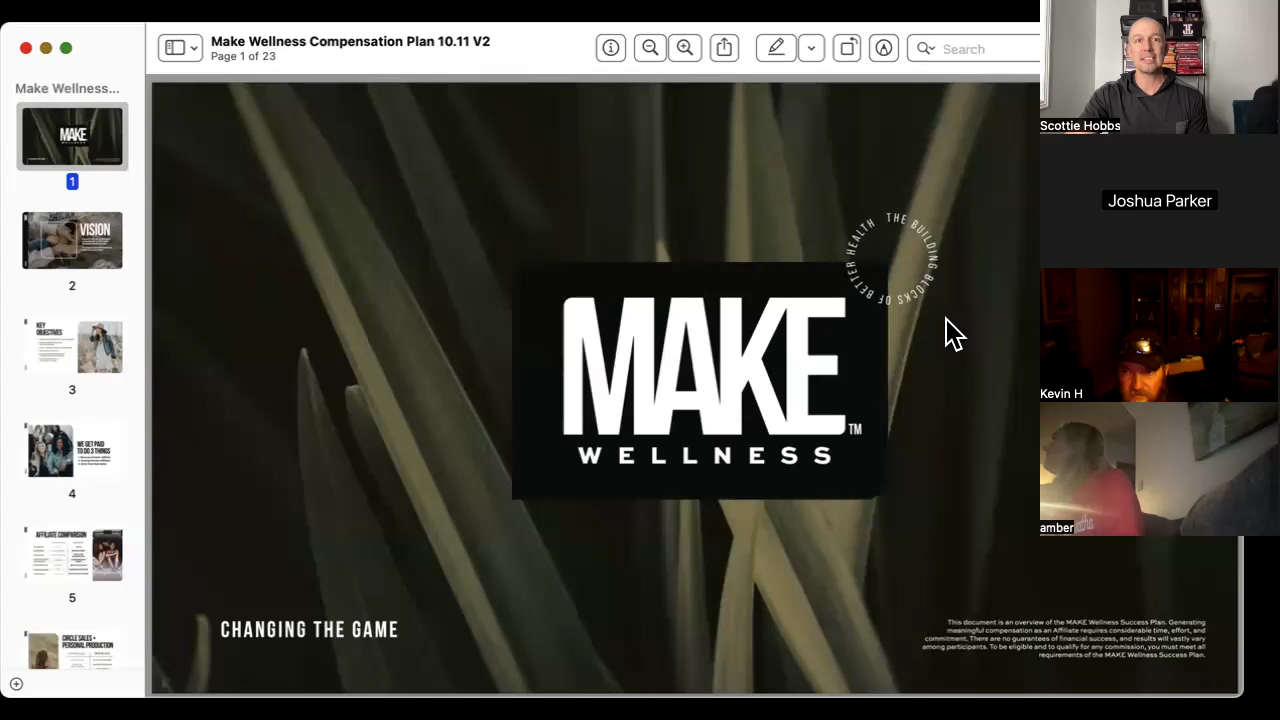 Make Wellness Compensation Plan 10.11 V2
Page 1 of 23
Search
Make Wellness...
MAKE
WELLNESS
1
VISION
2
KEY
OBJECTIVES
3
WE GET PAID
TO DO 3 THINGS
4
AFFILIATE COMPARISON
5
CIRCLE SALES +
PERSONAL PRODUCTION
THE BUILDING BLOCKS OF BETTER HEALTH
MAKE™
WELLNESS
CHANGING THE GAME
This document is an overview of the MAKE Wellness Success Plan. Generating
meaningful compensation as an Affiliate requires considerable time, effort, and
commitment. There are no guarantees of financial success, and results will vastly vary
among participants. To be eligible and to qualify for any commission, you must meet all
requirements of the MAKE Wellness Success Plan.
Scottie Hobbs
Joshua Parker
Kevin H
amber